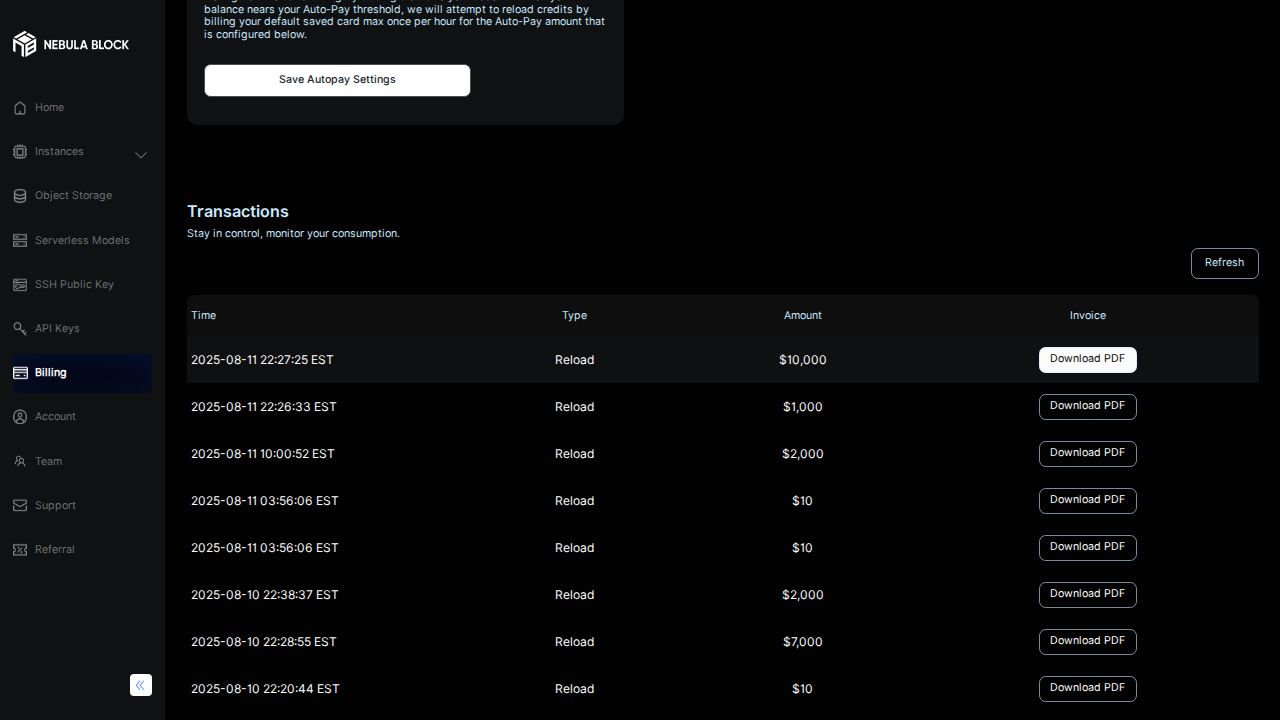 NEBULA BLOCK
Home
Instances
Object Storage
Serverless Models
SSH Public Key
API Keys
Billing
Account
Team
Support
Referral
balance nears your Auto-Pay threshold, we will attempt to reload credits by
billing your default saved card max once per hour for the Auto-Pay amount that
is configured below.
Save Autopay Settings
Transactions
Stay in control, monitor your consumption.
Refresh
Time Type Amount Invoice
2025-08-11 22:27:25 EST Reload $10,000 Download PDF
2025-08-11 22:26:33 EST Reload $1,000 Download PDF
2025-08-11 10:00:52 EST Reload $2,000 Download PDF
2025-08-11 03:56:06 EST Reload $10 Download PDF
2025-08-11 03:56:06 EST Reload $10 Download PDF
2025-08-10 22:38:37 EST Reload $2,000 Download PDF
2025-08-10 22:28:55 EST Reload $7,000 Download PDF
2025-08-10 22:20:44 EST Reload $10 Download PDF